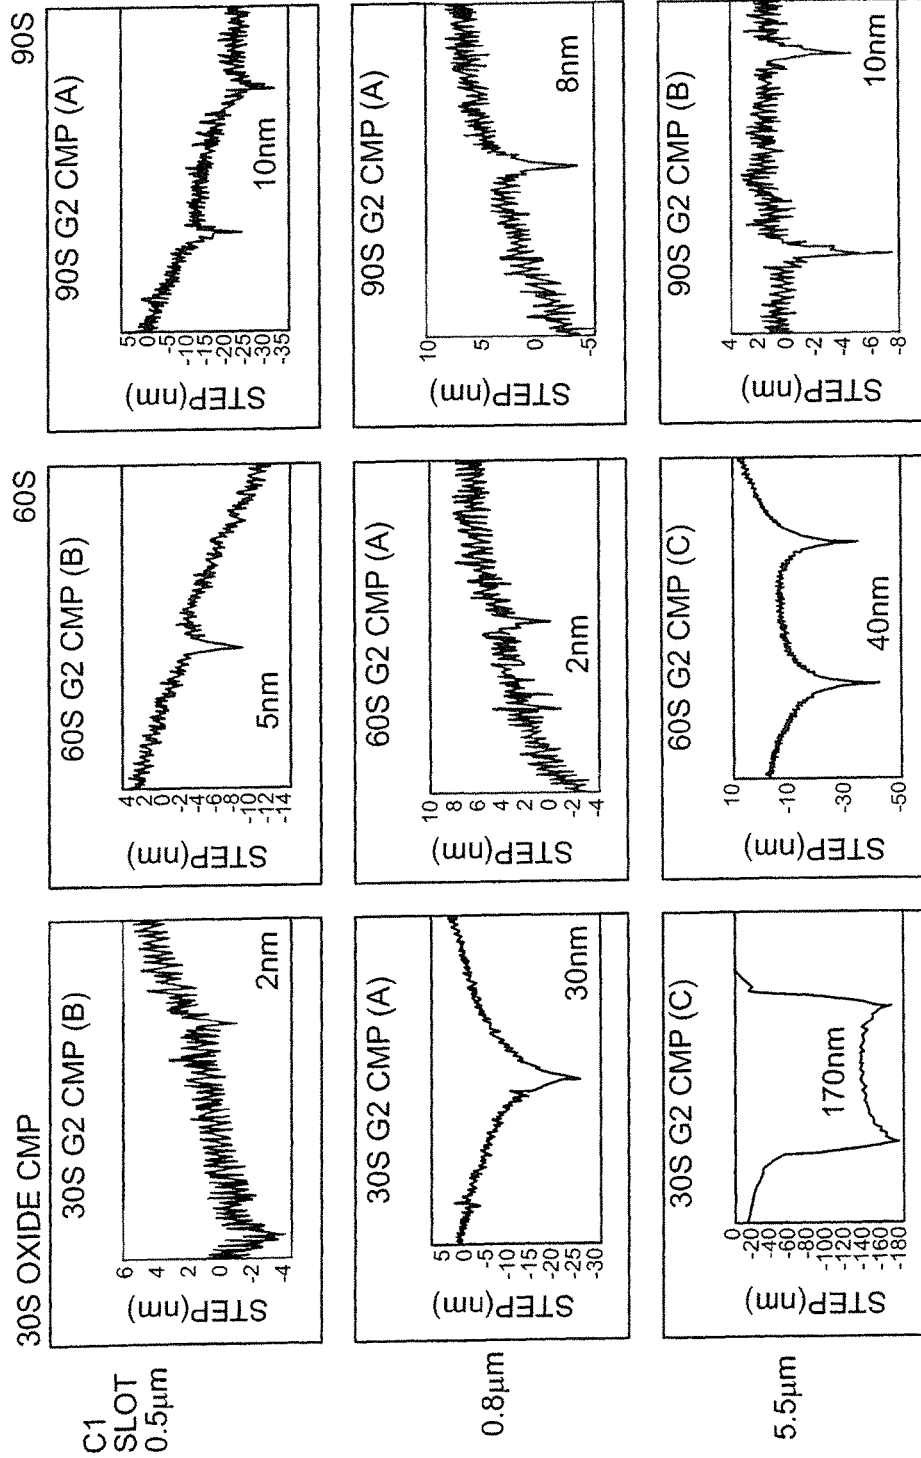 30S OXIDE CMP
60S
90S
C1
SLOT
0.5μm
30S G2 CMP (B)
STEP(nm)
6
4
2
0
-2
-4
2nm
60S G2 CMP (B)
STEP(nm)
4
2
0
-2
-4
-6
-8
-10
-12
-14
5nm
90S G2 CMP (A)
STEP(nm)
5
0
-5
-10
-15
-20
-25
-30
-35
10nm
0.8μm
30S G2 CMP (A)
STEP(nm)
5
0
-5
-10
-15
-20
-25
-30
30nm
60S G2 CMP (A)
STEP(nm)
10
8
6
4
2
0
-2
-4
2nm
90S G2 CMP (A)
STEP(nm)
10
5
0
-5
8nm
5.5μm
30S G2 CMP (C)
STEP(nm)
0
-20
-40
-60
-80
-100
-120
-140
-160
-180
170nm
60S G2 CMP (C)
STEP(nm)
10
-10
-30
-50
40nm
90S G2 CMP (B)
STEP(nm)
4
2
0
-2
-4
-6
-8
10nm